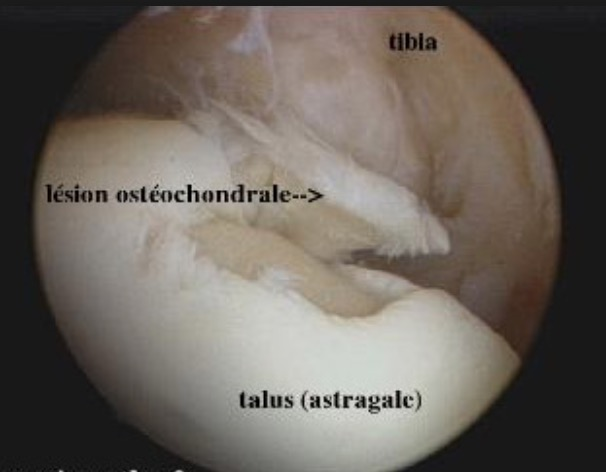 tibia
lésion ostéochondrale-->
talus (astragale)